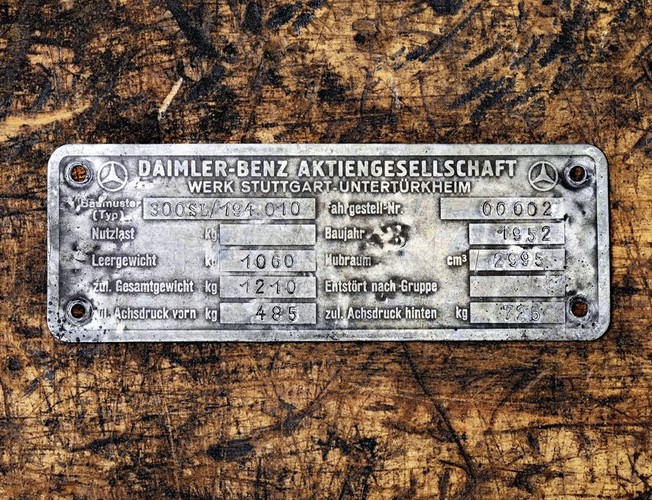 DAIMLER-BENZ AKTIENGESELLSCHAFT
WERK STUTTGART-UNTERTÜRKHEIM
Baumuster (Typ) 300SL/194.010 Fahrgestell-Nr. 00002
Nutzlast kg Baujahr 1952
Leergewicht kg 1060 Hubraum cm³ 2995
zul. Gesamtgewicht kg 1210 Entstört nach Gruppe
zul. Achsdruck vorn kg 485 zul. Achsdruck hinten kg 725